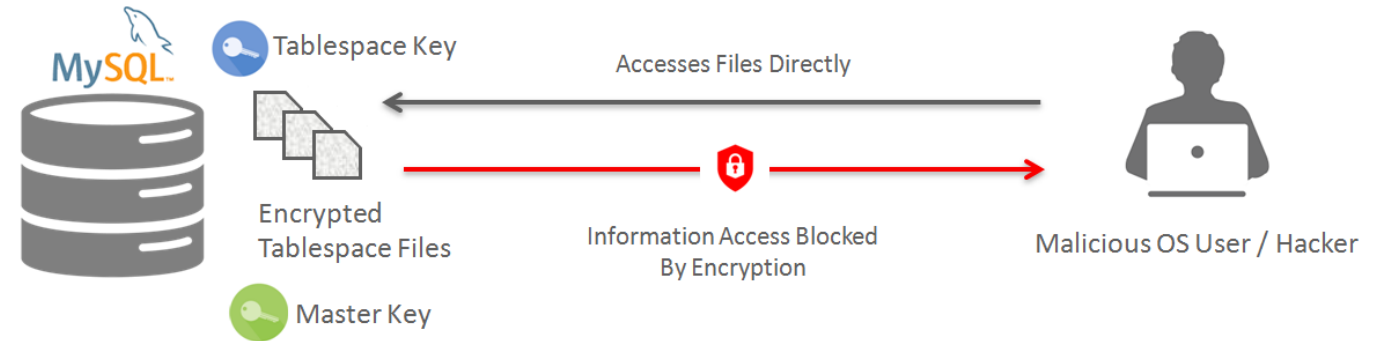 MySQL™
Tablespace Key
Accesses Files Directly
Encrypted
Tablespace Files
Information Access Blocked
By Encryption
Malicious OS User / Hacker
Master Key